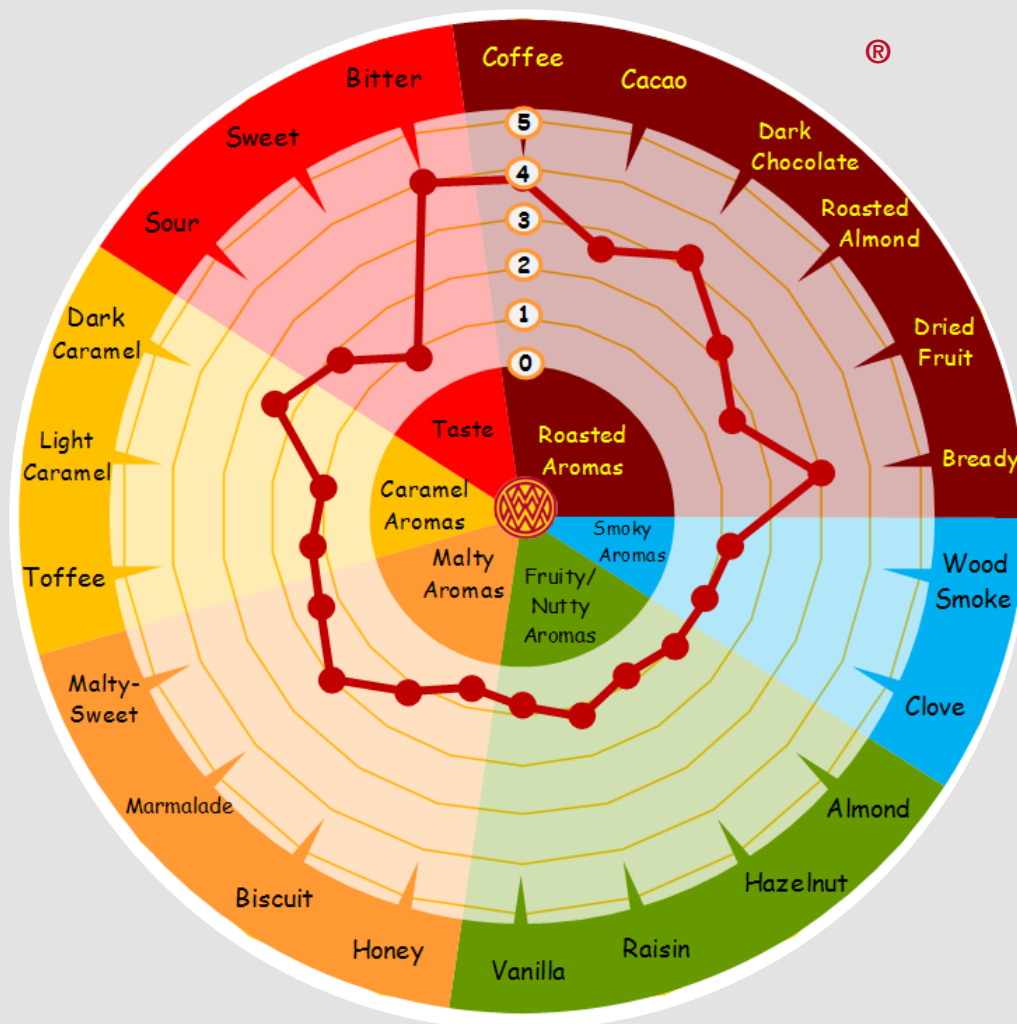 ®
Coffee
Cacao
Dark
Chocolate
Roasted
Almond
Dried
Fruit
Bready
Wood
Smoke
Clove
Almond
Hazelnut
Raisin
Vanilla
Honey
Biscuit
Marmalade
Malty-
Sweet
Toffee
Light
Caramel
Dark
Caramel
Sour
Sweet
Bitter
5
4
3
2
1
0
Taste
Roasted
Aromas
Caramel
Aromas
Smoky
Aromas
Malty
Aromas
Fruity/
Nutty
Aromas